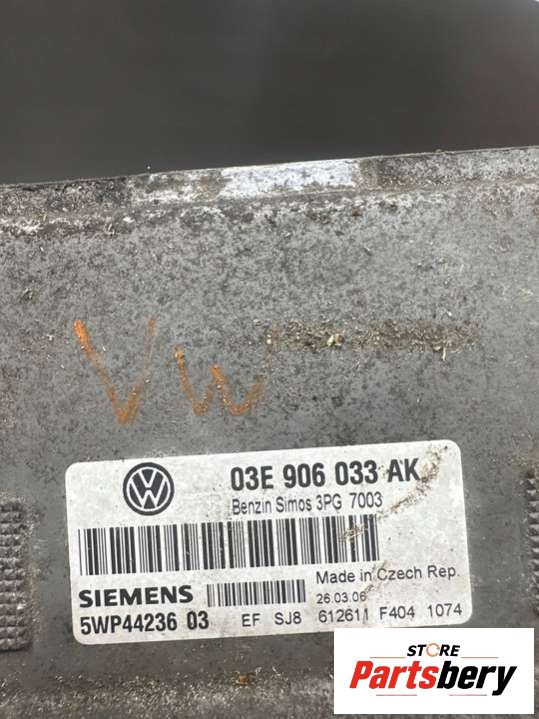 VW
VW
03E 906 033 AK
Benzin Simos 3PG 7003
SIEMENS
Made in Czech Rep.
26.03.06
5WP44236 03
EF SJ8 612611 F404 1074
STORE
Partsbery